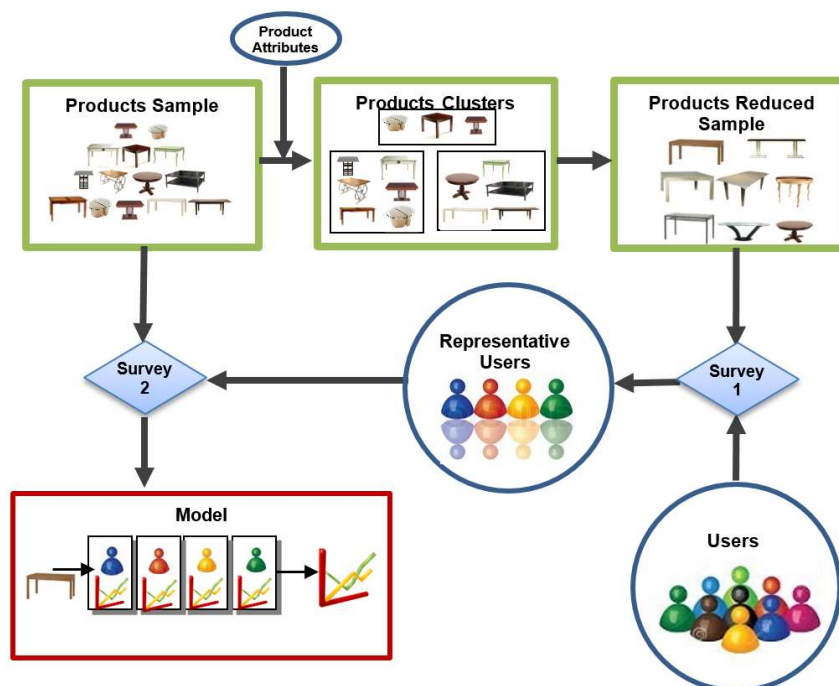 Product
Attributes
Products Sample
Products Clusters
Products Reduced
Sample
Representative
Users
Survey
2
Survey
1
Model
Users